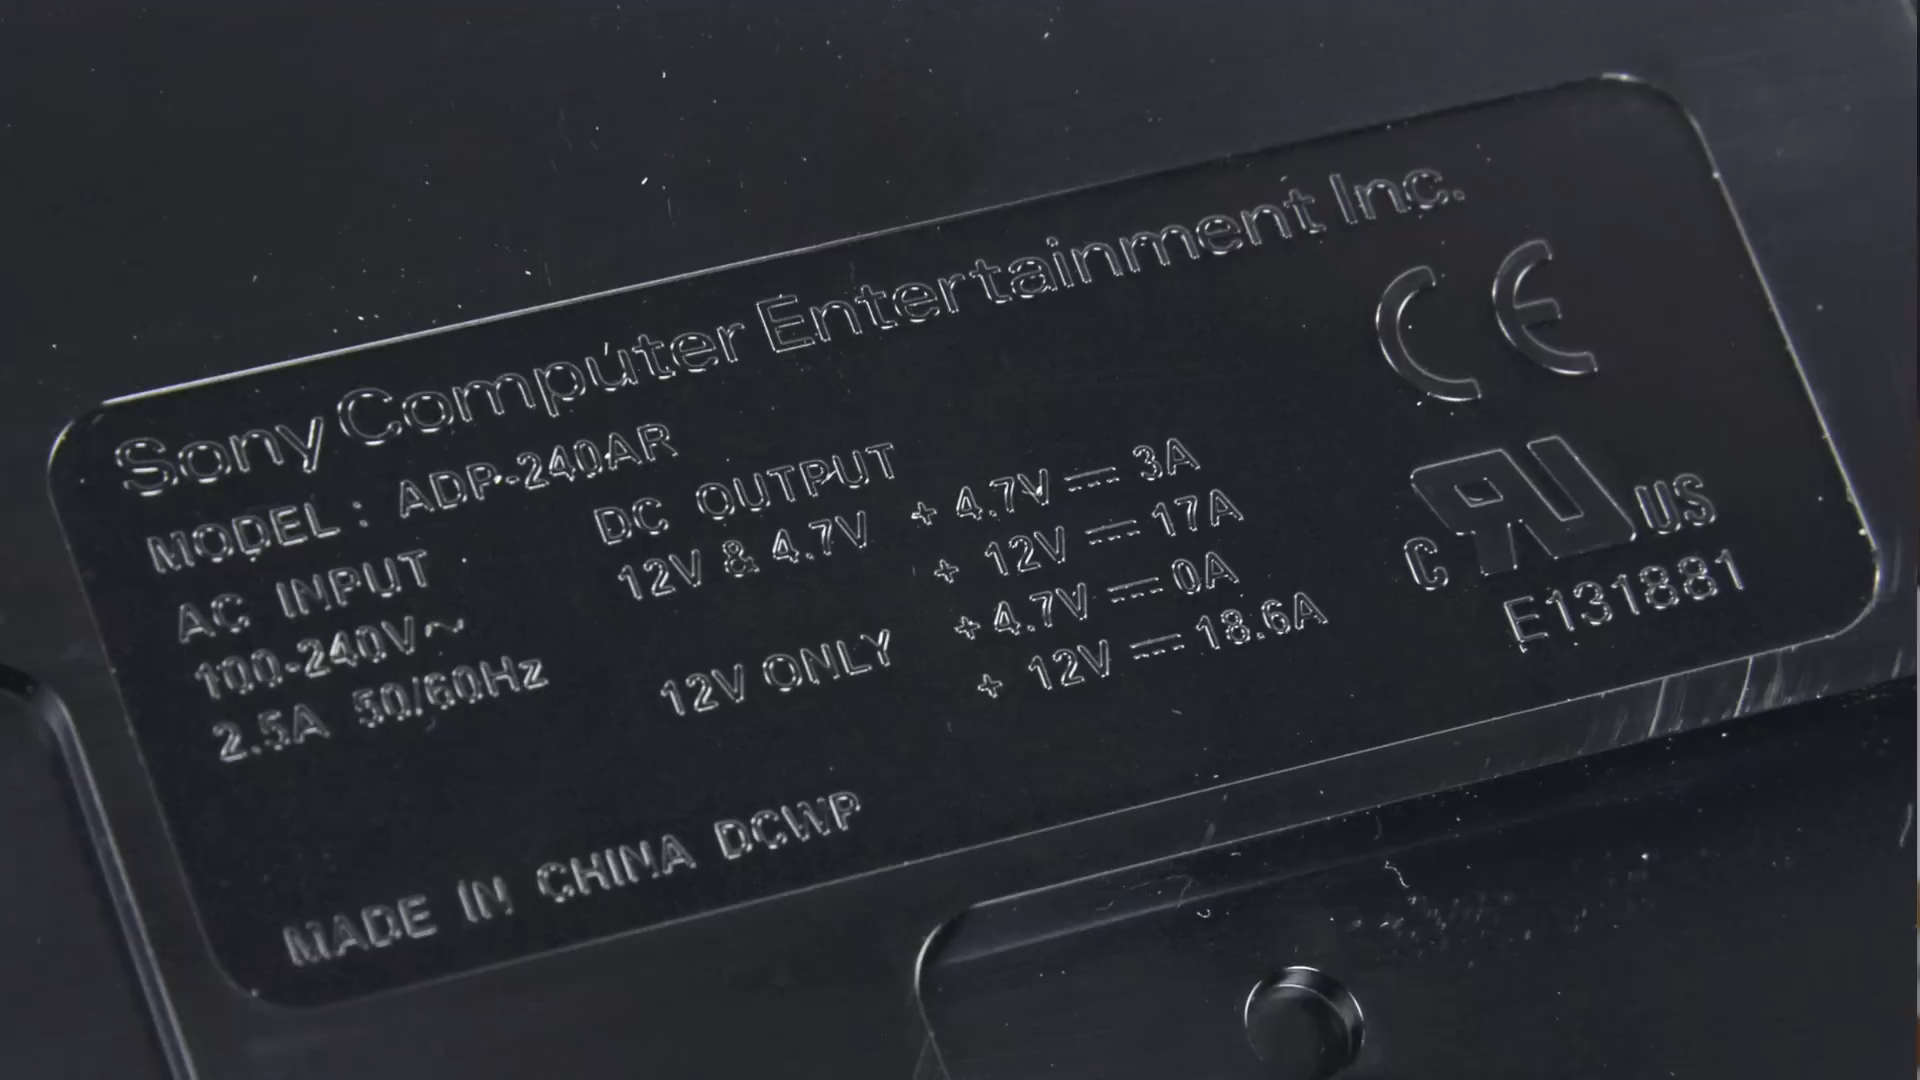 Sony Computer Entertainment Inc.
MODEL : ADP-240AR
AC INPUT
100-240V~
2.5A 50/60Hz
DC OUTPUT
12V & 4.7V + 4.7V ⎓ 3A
+ 12V ⎓ 17A
12V ONLY + 4.7V ⎓ 0A
+ 12V ⎓ 18.6A
MADE IN CHINA DCWP
CE
C RU US
E131881